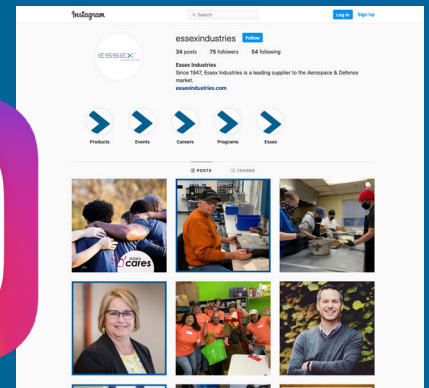 Instagram
Search
Log In
Sign Up
essexindustries
Follow
34 posts 75 followers 54 following
Essex Industries
Since 1947, Essex Industries is a leading supplier to the Aerospace & Defense
market.
essexindustries.com
ESSEX
Products Events Careers Programs Essex
POSTS TAGGED
essex
cares